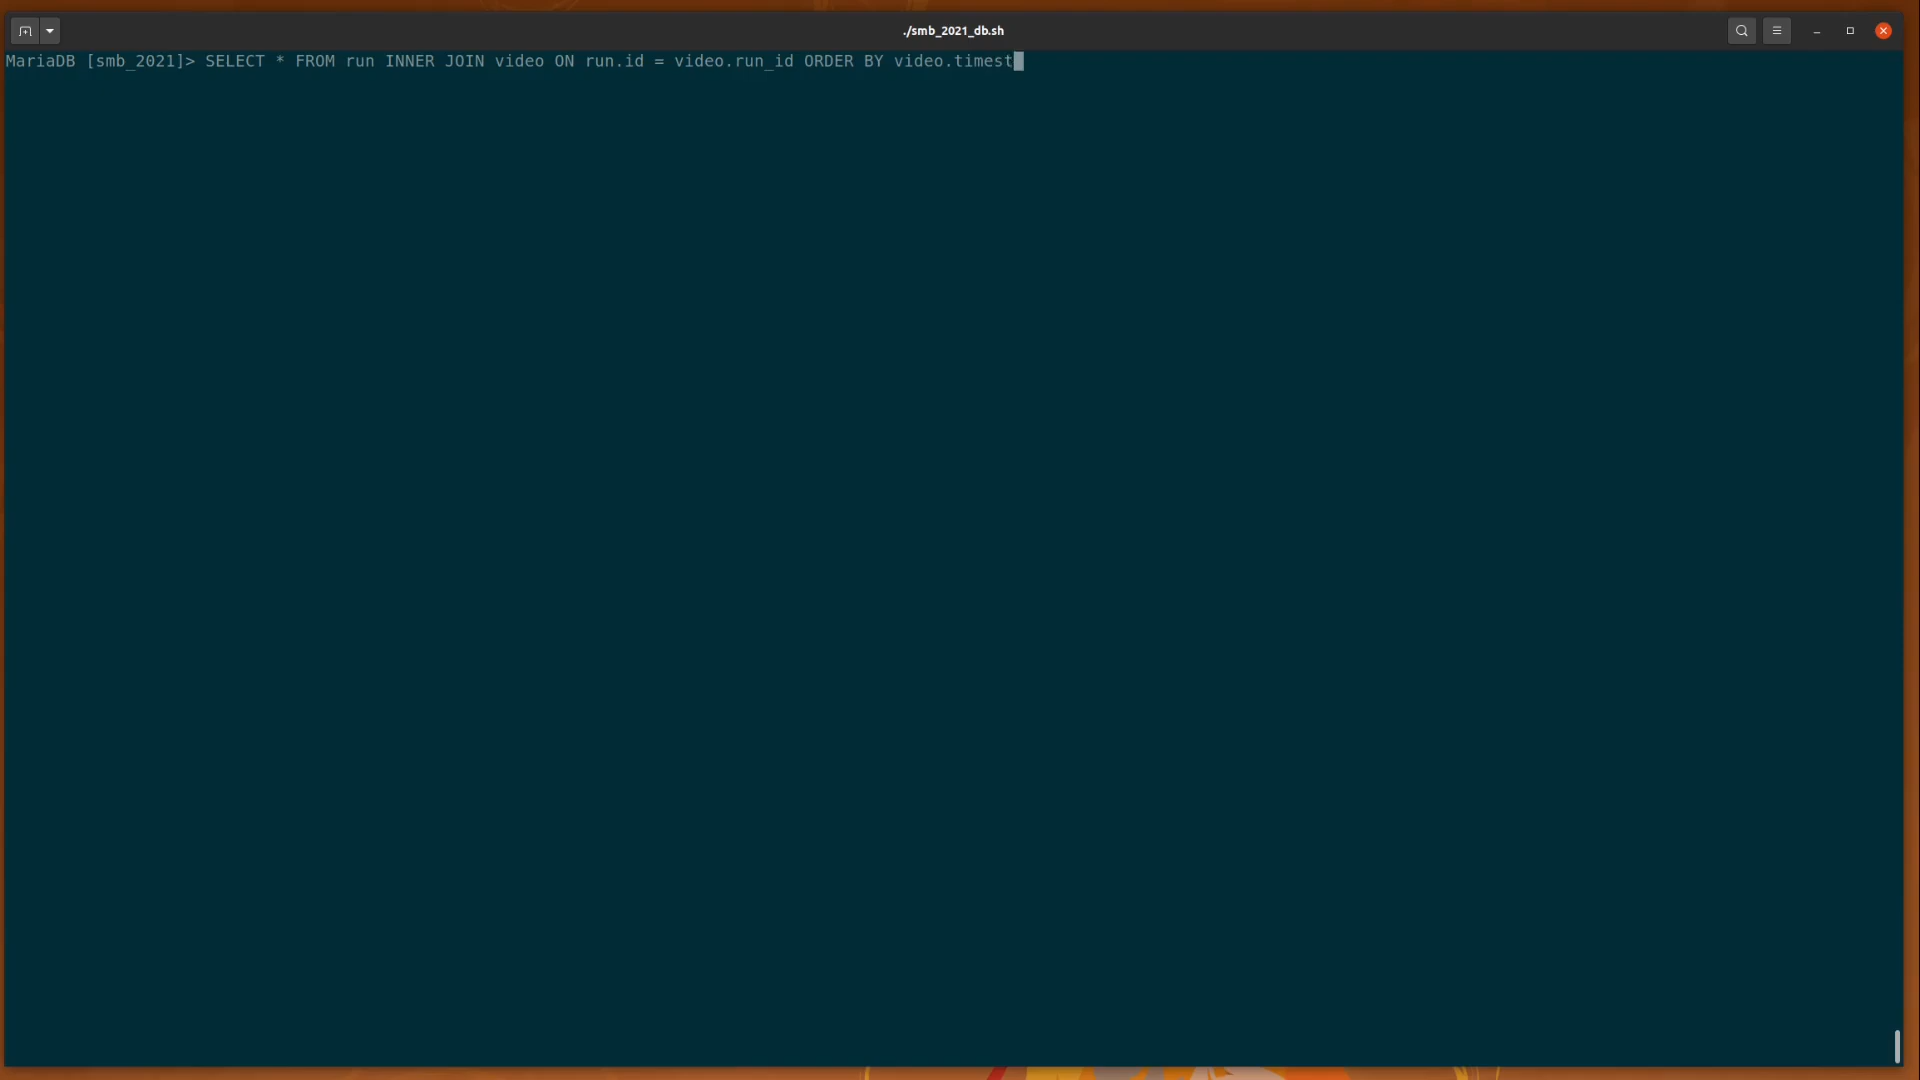 ./smb_2021_db.sh
MariaDB [smb_2021]> SELECT * FROM run INNER JOIN video ON run.id = video.run_id ORDER BY video.timest